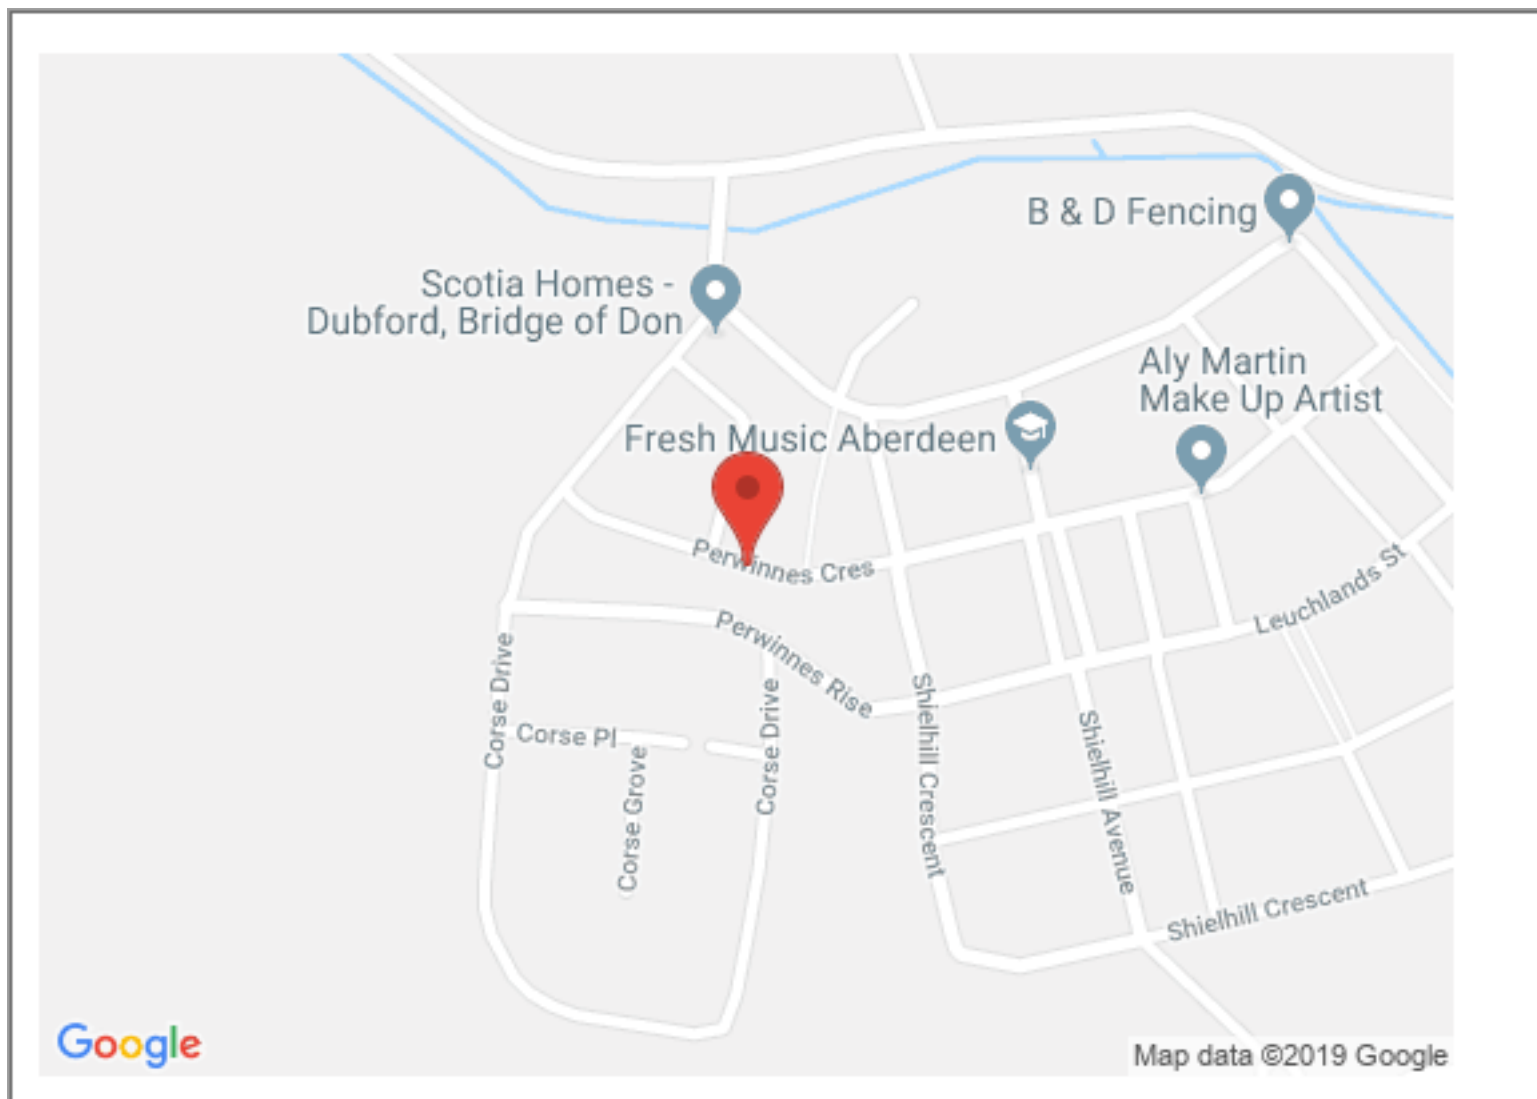 B & D Fencing
Scotia Homes -
Dubford, Bridge of Don
Aly Martin
Make Up Artist
Fresh Music Aberdeen
Perwinnes Cres
Leuchlands St
Perwinnes Rise
Corse Drive
Corse Pl
Corse Grove
Corse Drive
Shielhill Crescent
Shielhill Avenue
Shielhill Crescent
Google
Map data ©2019 Google